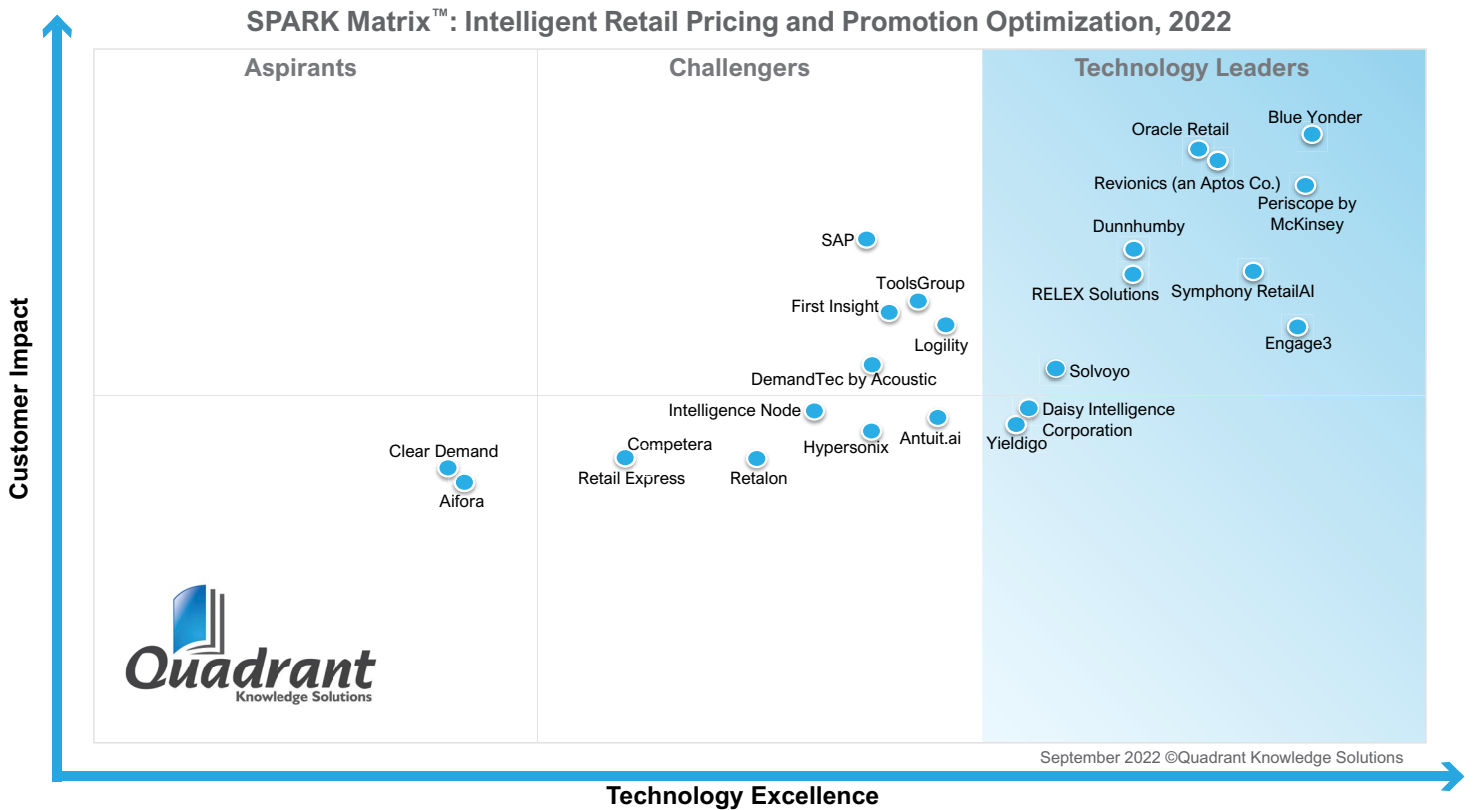 SPARK Matrix™: Intelligent Retail Pricing and Promotion Optimization, 2022
Aspirants
Challengers
Technology Leaders
Blue Yonder
Oracle Retail
Revionics (an Aptos Co.)
Periscope by
McKinsey
Dunnhumby
SAP
ToolsGroup
RELEX Solutions
Symphony RetailAI
First Insight
Logility
Engage3
DemandTec by Acoustic
Solvoyo
Intelligence Node
Daisy Intelligence
Corporation
Antuit.ai
Yieldigo
Hypersonix
Competera
Clear Demand
Retail Express
Retalon
Aifora
Customer Impact
Quadrant
Knowledge Solutions
September 2022 ©Quadrant Knowledge Solutions
Technology Excellence